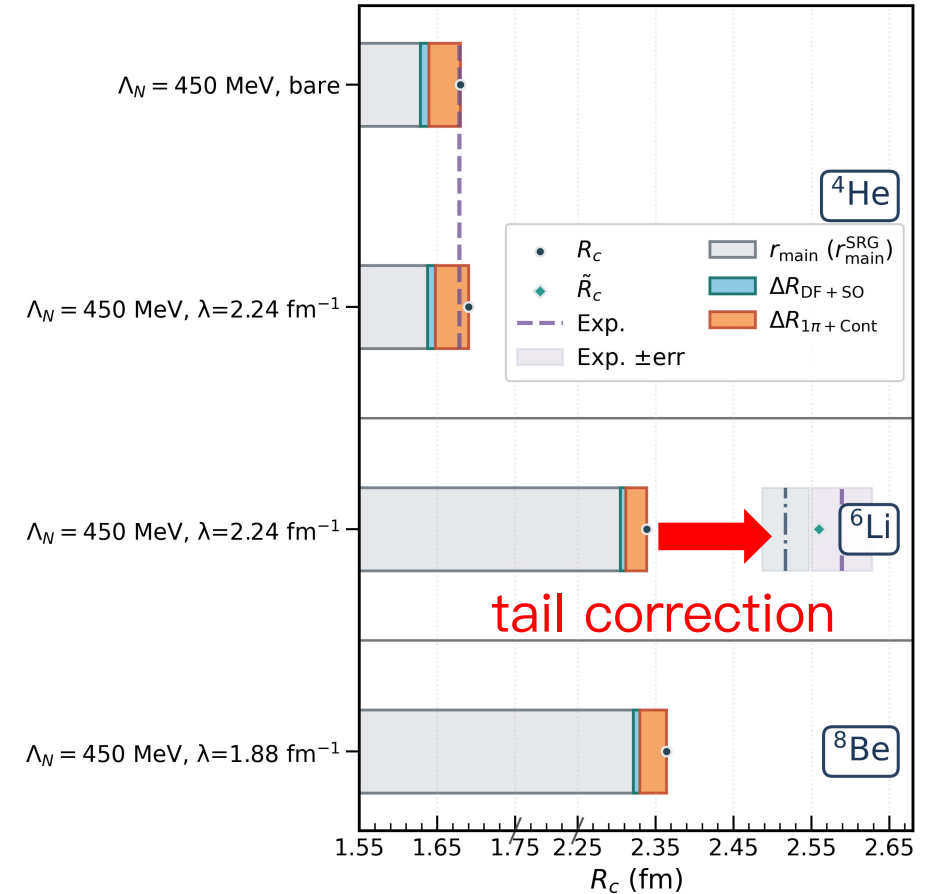 Λ_N = 450 MeV, bare
⁴He
R_c
R̃_c
Exp.
Exp. ±err
r_main (r_main^SRG)
ΔR_DF+SO
ΔR_1π+Cont
Λ_N = 450 MeV, λ=2.24 fm⁻¹
Λ_N = 450 MeV, λ=2.24 fm⁻¹
⁶Li
tail correction
Λ_N = 450 MeV, λ=1.88 fm⁻¹
⁸Be
1.55 1.65 1.75 2.25 2.35 2.45 2.55 2.65
R_c (fm)